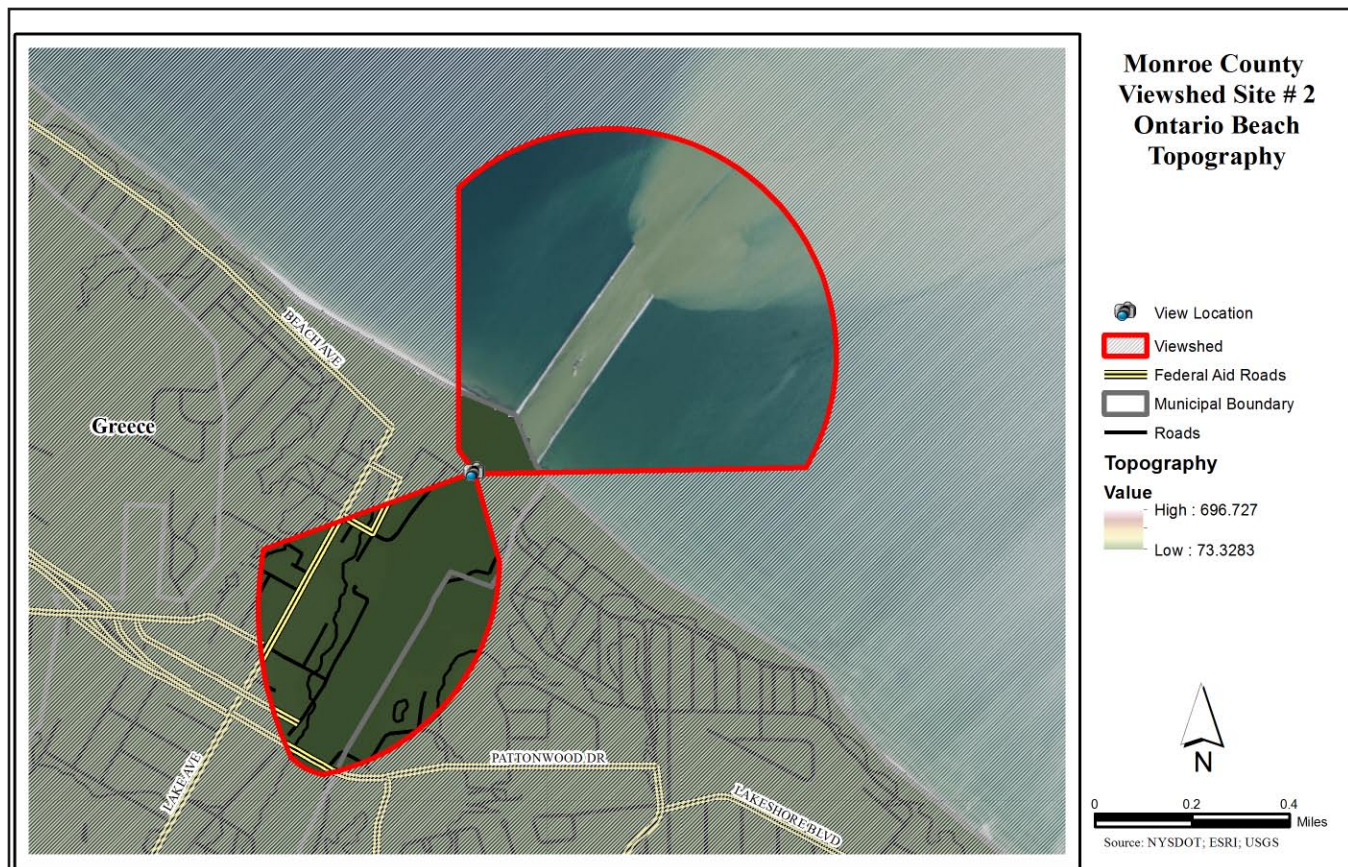 Monroe County
Viewshed Site # 2
Ontario Beach
Topography
BEACH AVE
Greece
LAKE AVE
PATTONWOOD DR
LAKESHORE BLVD
View Location
Viewshed
Federal Aid Roads
Municipal Boundary
Roads
Topography
Value
High : 696.727
Low : 73.3283
N
0 0.2 0.4
Miles
Source: NYSDOT; ESRI; USGS